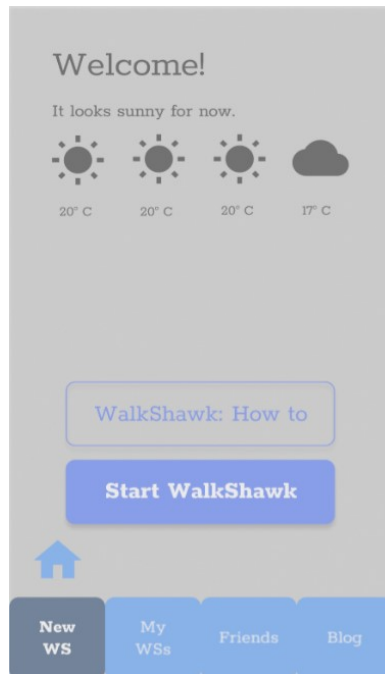 Welcome!
It looks sunny for now.
20° C 20° C 20° C 17° C
WalkShawk: How to
Start WalkShawk
New WS
My WSs
Friends
Blog